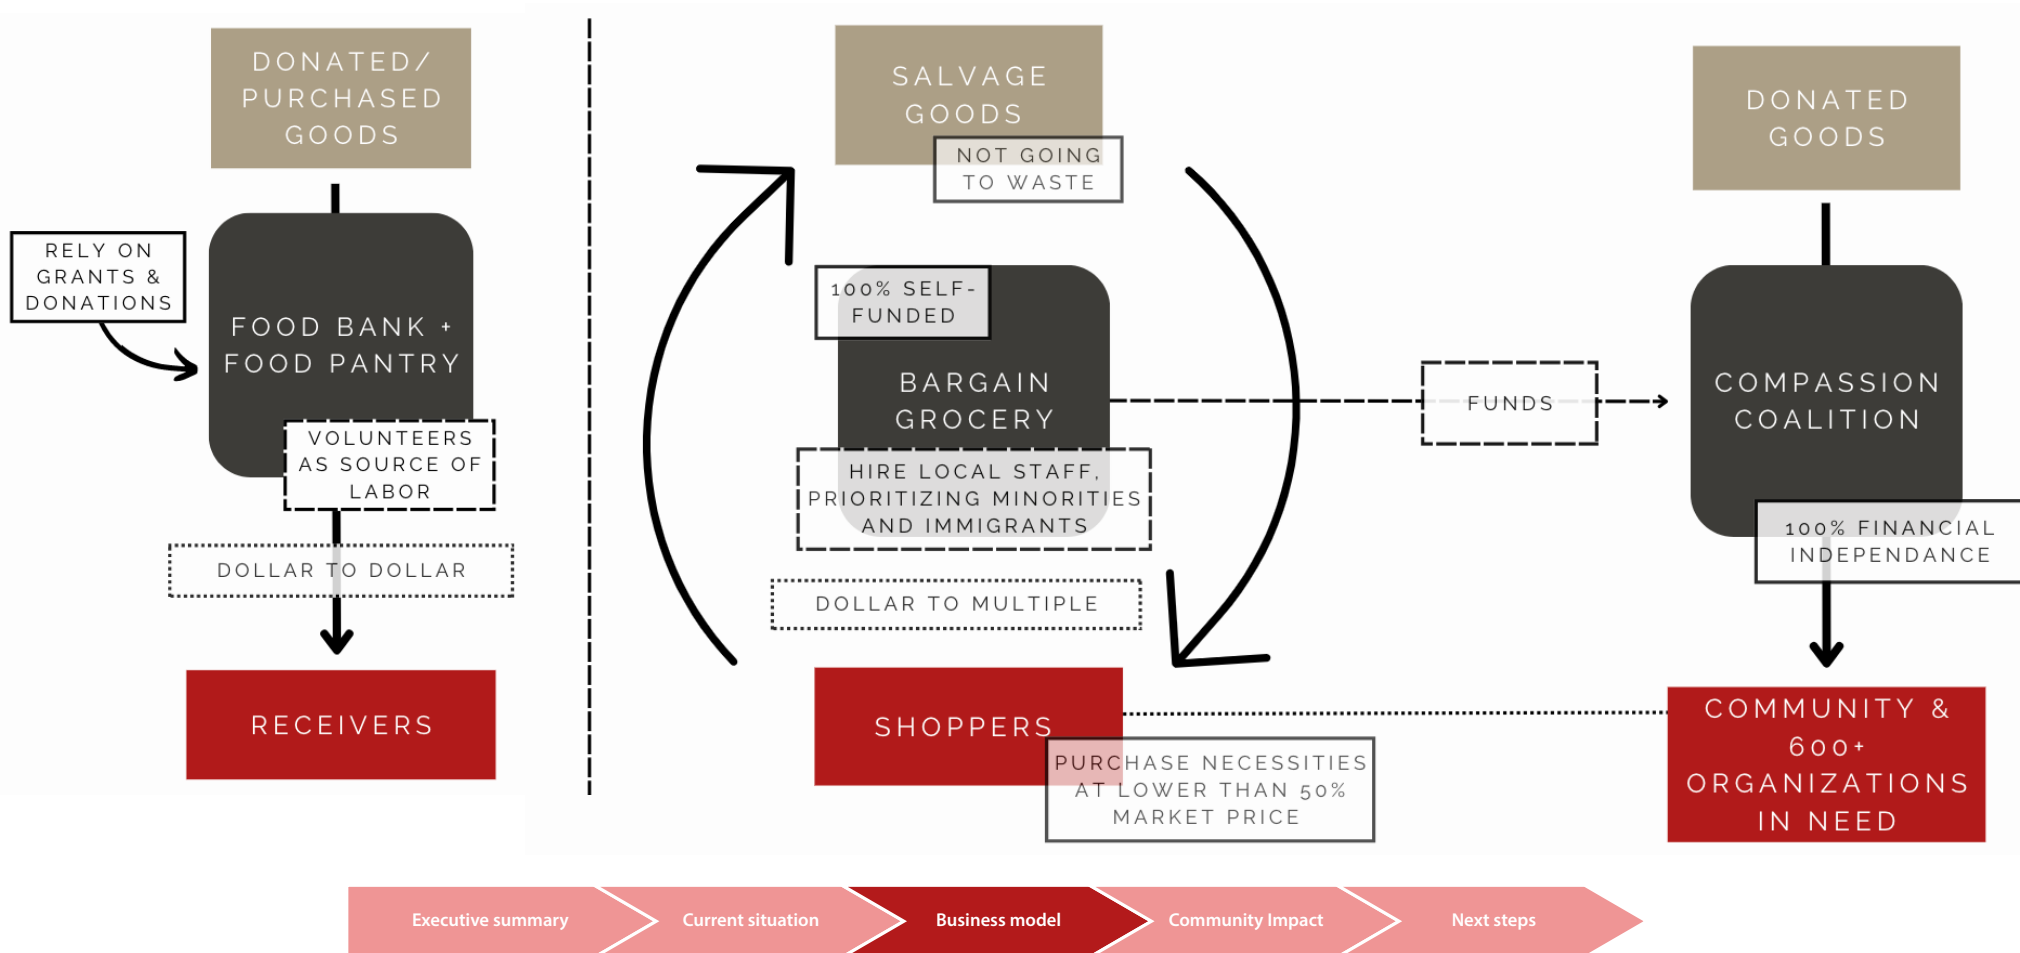 DONATED/
PURCHASED
GOODS
RELY ON
GRANTS &
DONATIONS
FOOD BANK +
FOOD PANTRY
VOLUNTEERS
AS SOURCE OF
LABOR
DOLLAR TO DOLLAR
RECEIVERS
SALVAGE
GOODS
NOT GOING
TO WASTE
100% SELF-
FUNDED
BARGAIN
GROCERY
HIRE LOCAL STAFF,
PRIORITIZING MINORITIES
AND IMMIGRANTS
DOLLAR TO MULTIPLE
SHOPPERS
PURCHASE NECESSITIES
AT LOWER THAN 50%
MARKET PRICE
FUNDS
DONATED
GOODS
COMPASSION
COALITION
100% FINANCIAL
INDEPENDANCE
COMMUNITY &
600+
ORGANIZATIONS
IN NEED
Executive summary
Current situation
Business model
Community Impact
Next steps